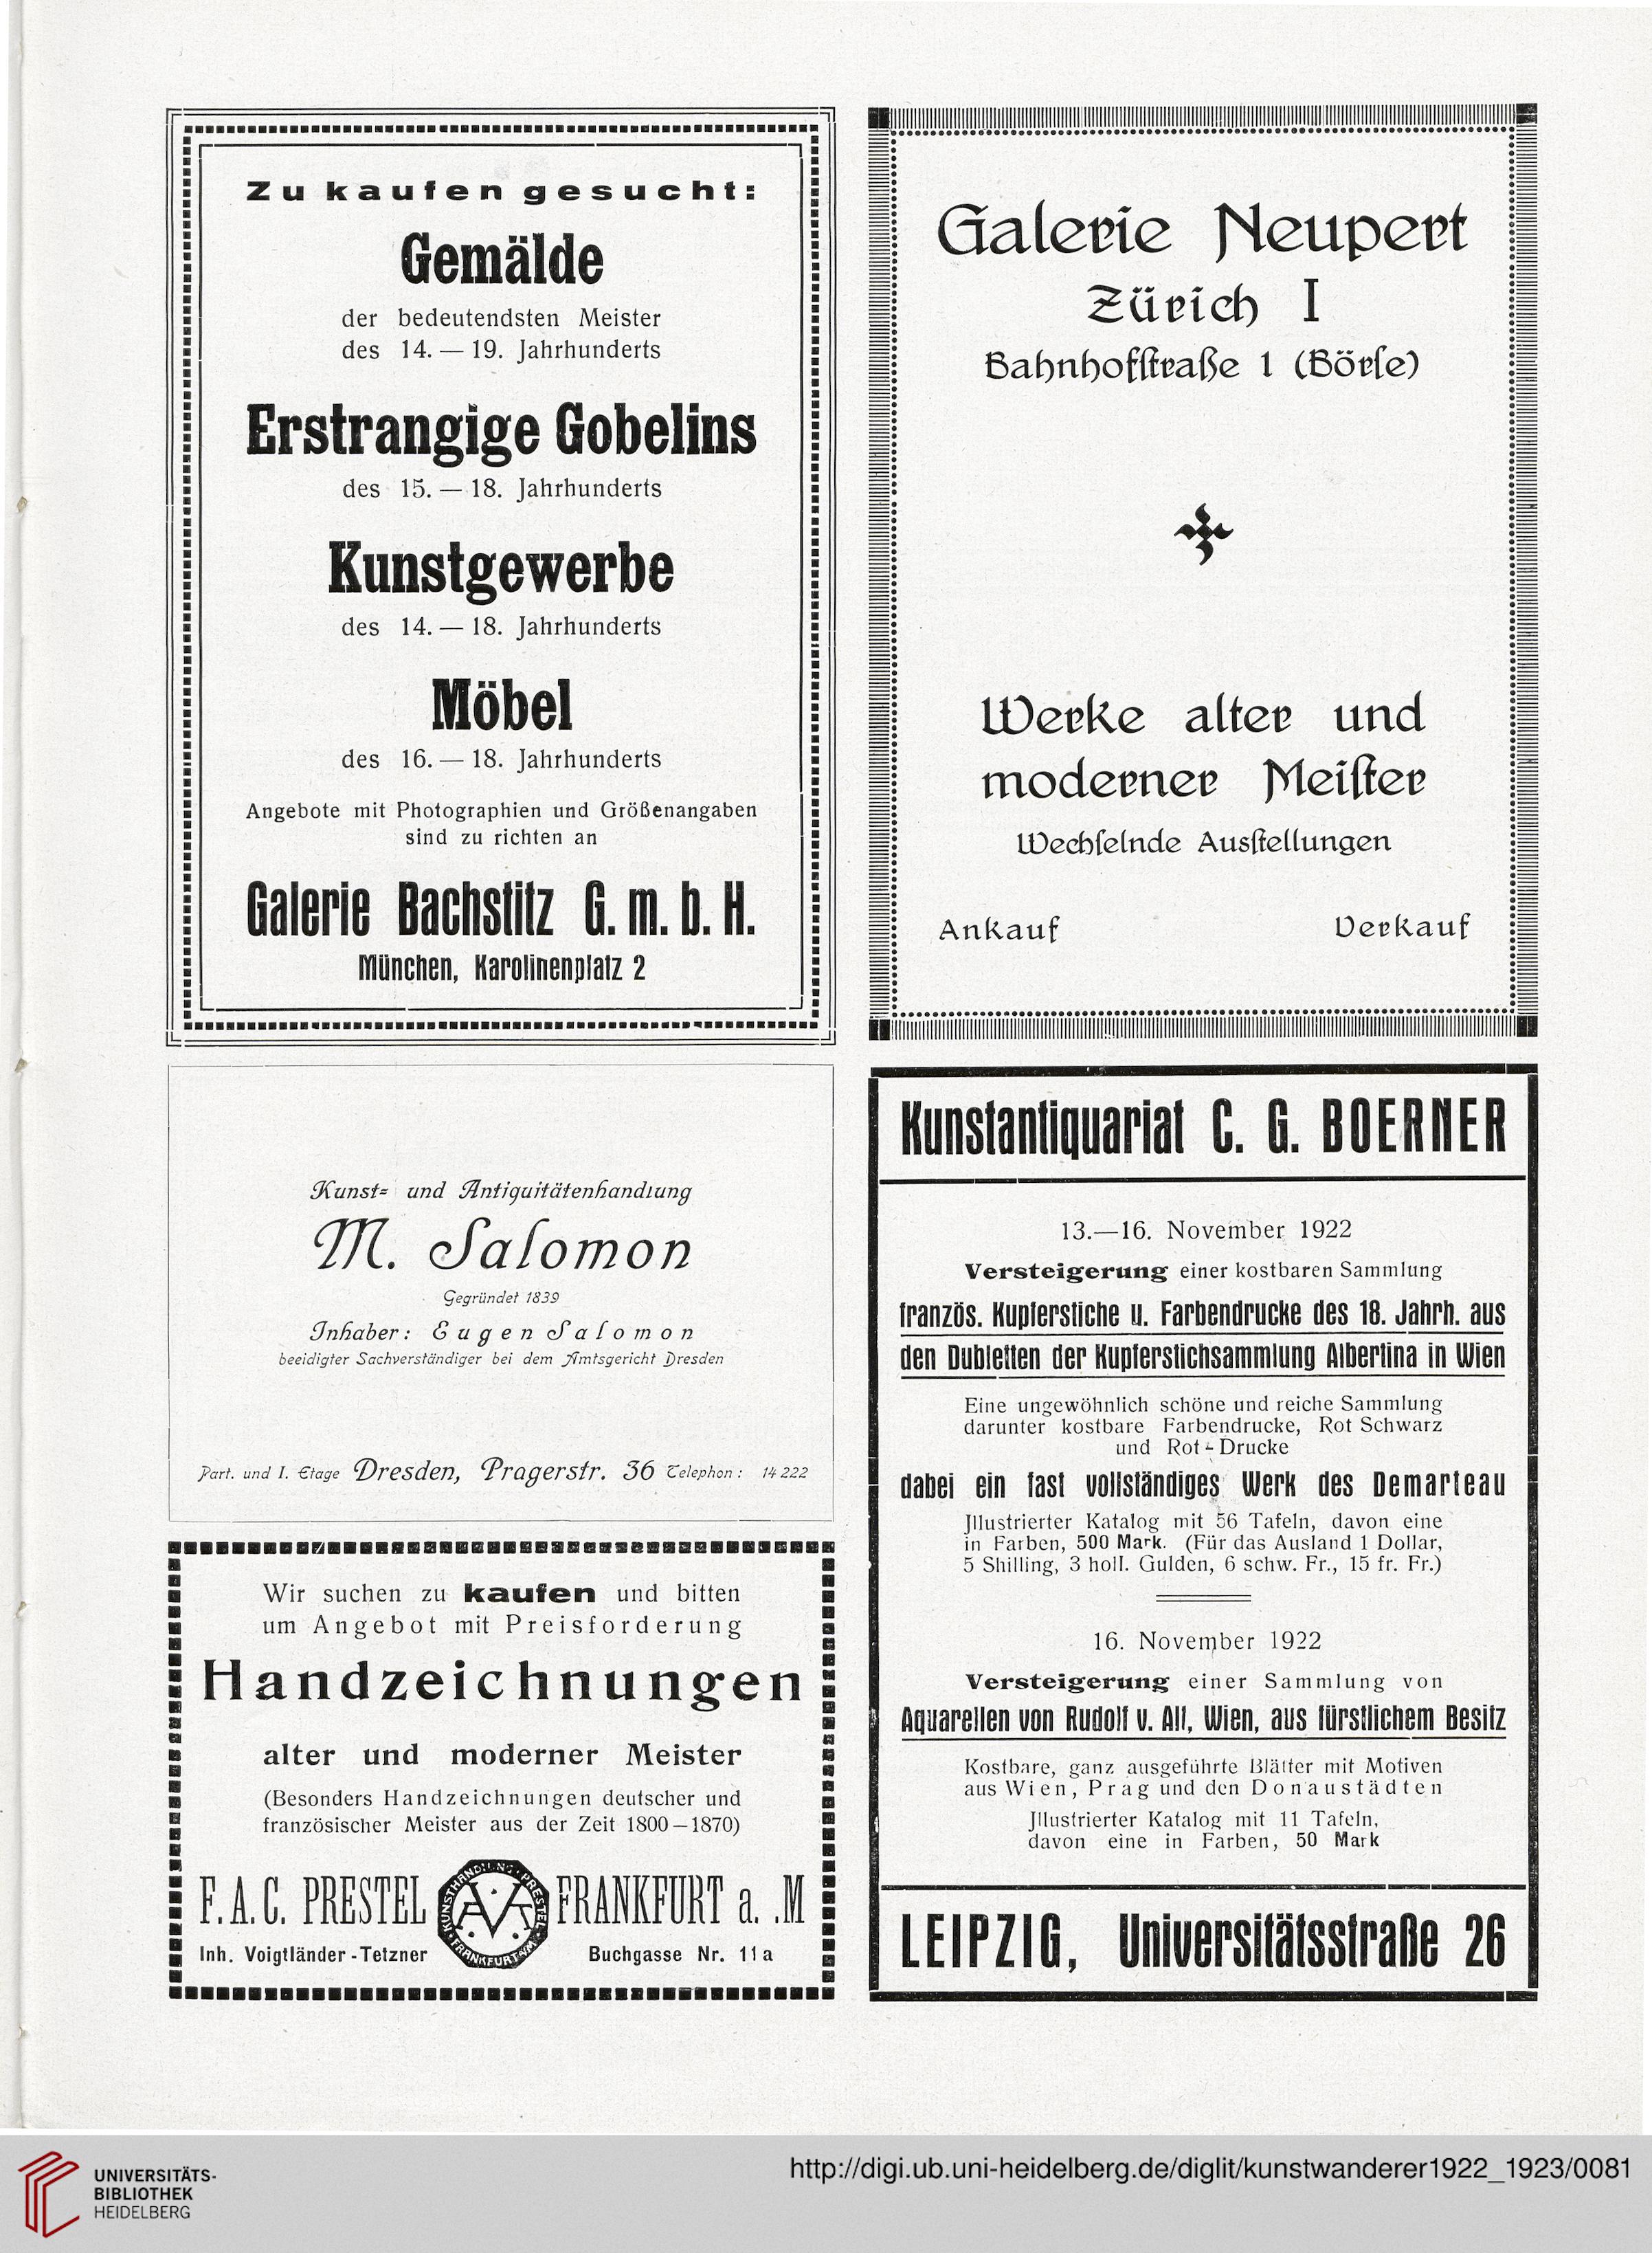 Zu kaufen gesucht:
Gemälde
der bedeutendsten Meister
des 14. — 19. Jahrhunderts
Erstrangige Gobelins
des 15. — 18. Jahrhunderts
Kunstgewerbe
des 14. — 18. Jahrhunderts
Möbel
des 16. — 18. Jahrhunderts
Angebote mit Photographien und Größenangaben
sind zu richten an
Galerie Bachstitz G. m. b. H.
München, Karolinenplatz 2
Galerie Neupert
Zürich I
Bahnhofſtraße 1 (Börſe)
Werke alter und
moderner Meiſter
Wechſelnde Ausſtellungen
Ankauf Verkauf
Kunst= und Antiquitätenhandlung
M. Salomon
Gegründet 1839
Inhaber: Eugen Salomon
beeidigter Sachverständiger bei dem Amtsgericht Dresden
Part. und I. Etage Dresden, Pragerstr. 36 Telephon: 14222
Wir suchen zu kaufen und bitten
um Angebot mit Preisforderung
Handzeichnungen
alter und moderner Meister
(Besonders Handzeichnungen deutscher und
französischer Meister aus der Zeit 1800—1870)
F. A. C. PRESTEL FRANKFURT a. .M
KUNSTHANDLNG · PRESTEL · FRANKFURT A/M
Inh. Voigtländer-Tetzner Buchgasse Nr. 11a
Kunstantiquariat C. G. BOERNER
13.—16. November 1922
Versteigerung einer kostbaren Sammlung
französ. Kupferstiche u. Farbendrucke des 18. Jahrh. aus
den Dubletten der Kupferstichsammlung Albertina in Wien
Eine ungewöhnlich schöne und reiche Sammlung
darunter kostbare Farbendrucke, Rot Schwarz
und Rot-Drucke
dabei ein fast vollständiges Werk des Demarteau
Jllustrierter Katalog mit 56 Tafeln, davon eine
in Farben, 500 Mark. (Für das Ausland 1 Dollar,
5 Shilling, 3 holl. Gulden, 6 schw. Fr., 15 fr. Fr.)
16. November 1922
Versteigerung einer Sammlung von
Aquarellen von Rudolf v. Alt, Wien, aus fürstlichem Besitz
Kostbare, ganz ausgeführte Blätter mit Motiven
aus Wien, Prag und den Donaustädten
Jllustrierter Katalog mit 11 Tafeln,
davon eine in Farben, 50 Mark
LEIPZIG, Universitätsstraße 26
UNIVERSITÄTS-
BIBLIOTHEK
HEIDELBERG
http://digi.ub.uni-heidelberg.de/diglit/kunstwanderer1922_1923/0081